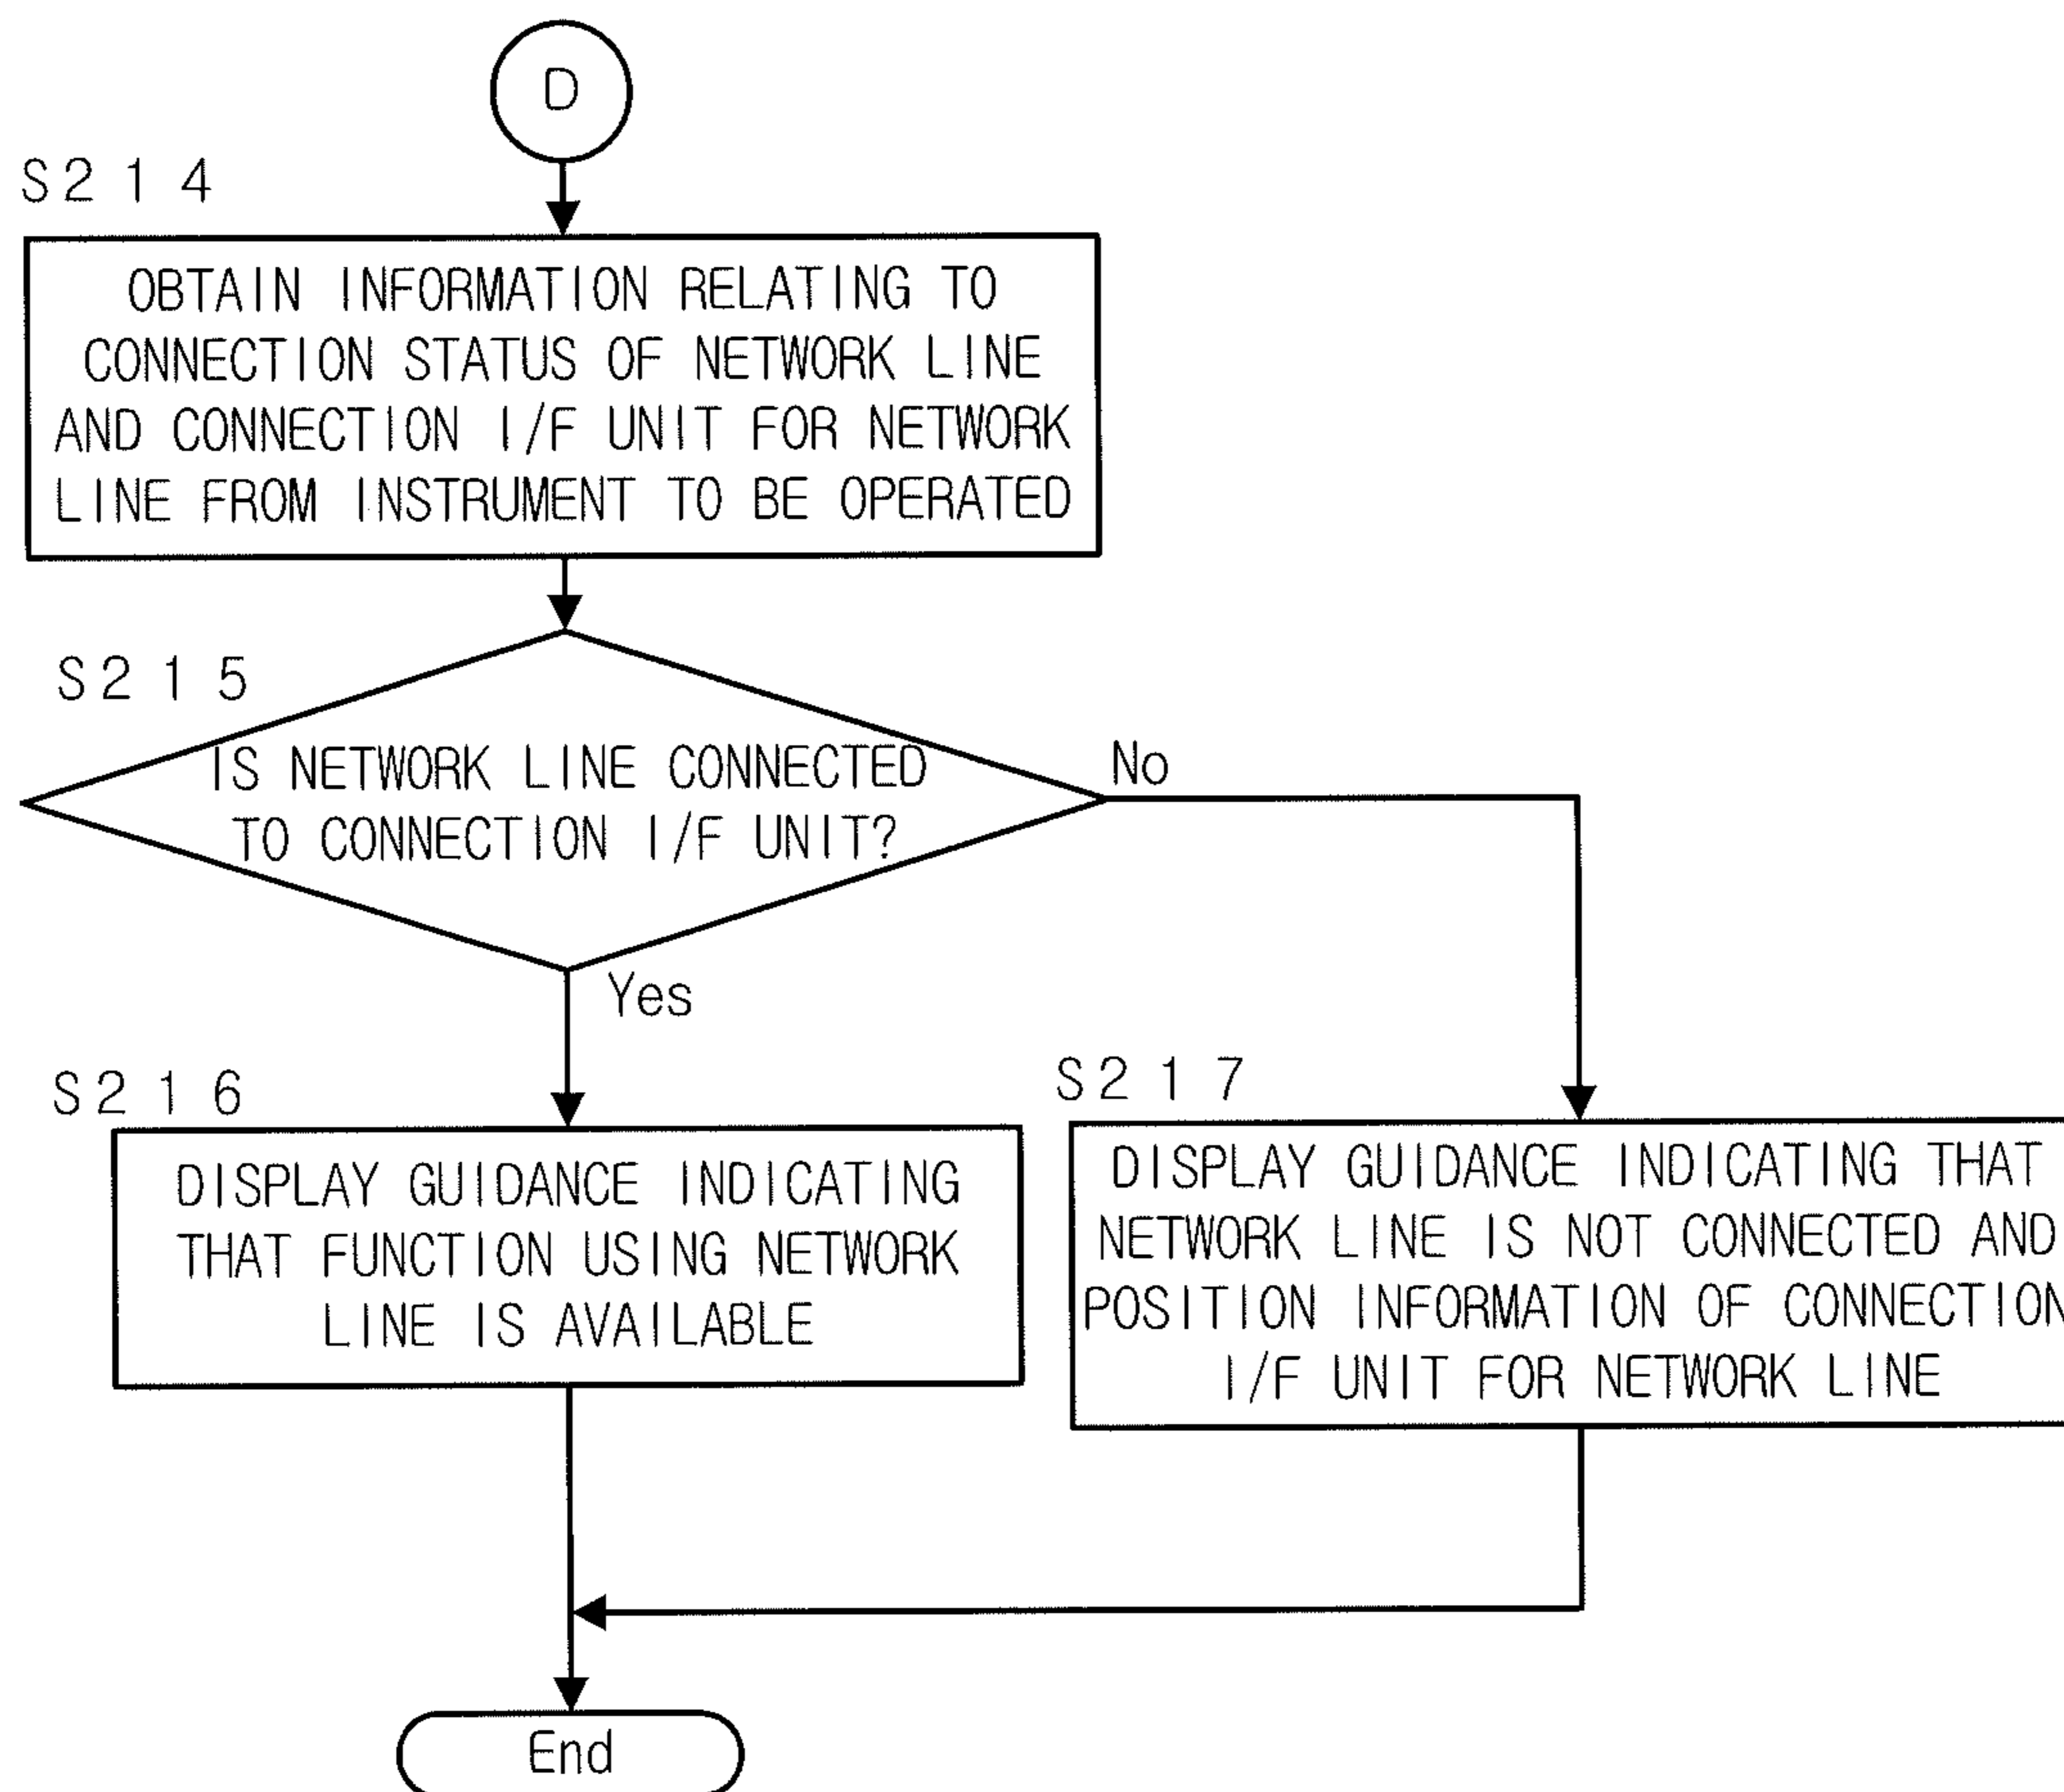 D
S214
OBTAIN INFORMATION RELATING TO
CONNECTION STATUS OF NETWORK LINE
AND CONNECTION I/F UNIT FOR NETWORK
LINE FROM INSTRUMENT TO BE OPERATED
S215
IS NETWORK LINE CONNECTED
TO CONNECTION I/F UNIT?
No
Yes
S216
DISPLAY GUIDANCE INDICATING
THAT FUNCTION USING NETWORK
LINE IS AVAILABLE
S217
DISPLAY GUIDANCE INDICATING THAT
NETWORK LINE IS NOT CONNECTED AND
POSITION INFORMATION OF CONNECTION
I/F UNIT FOR NETWORK LINE
End